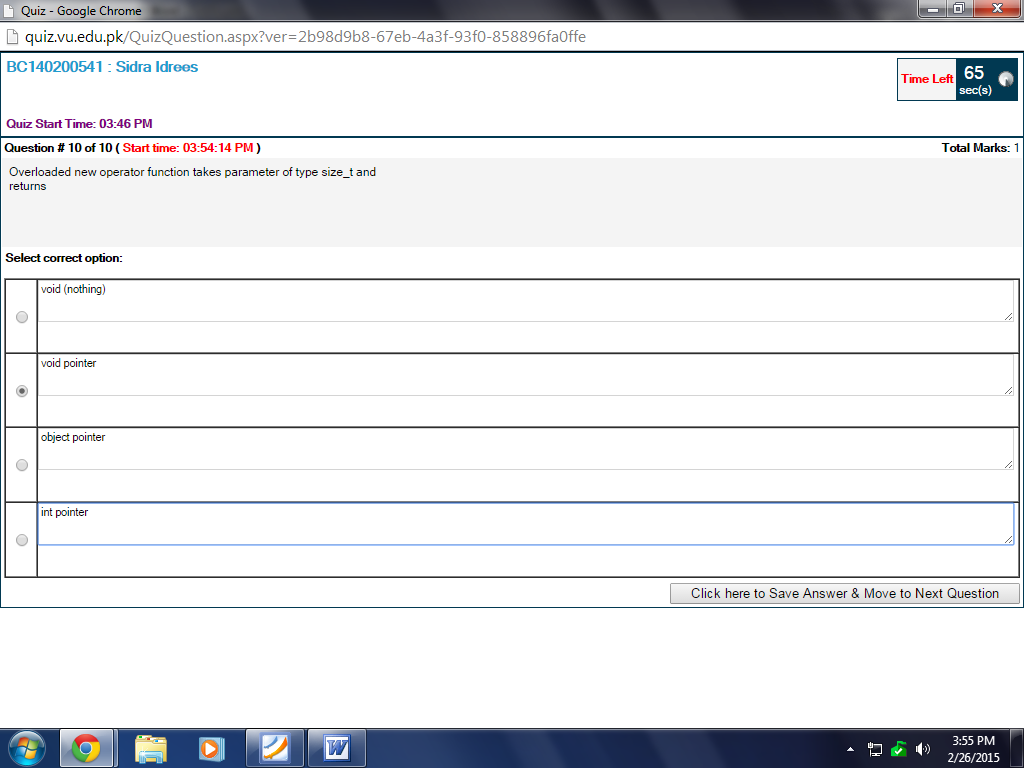 Quiz - Google Chrome
quiz.vu.edu.pk/QuizQuestion.aspx?ver=2b98d9b8-67eb-4a3f-93f0-858896fa0ffe
BC140200541 : Sidra Idrees
Time Left 65 sec(s)
Quiz Start Time: 03:46 PM
Question # 10 of 10 ( Start time: 03:54:14 PM ) Total Marks: 1
Overloaded new operator function takes parameter of type size_t and
returns
Select correct option:
void (nothing)
void pointer
object pointer
int pointer
Click here to Save Answer & Move to Next Question
3:55 PM
2/26/2015